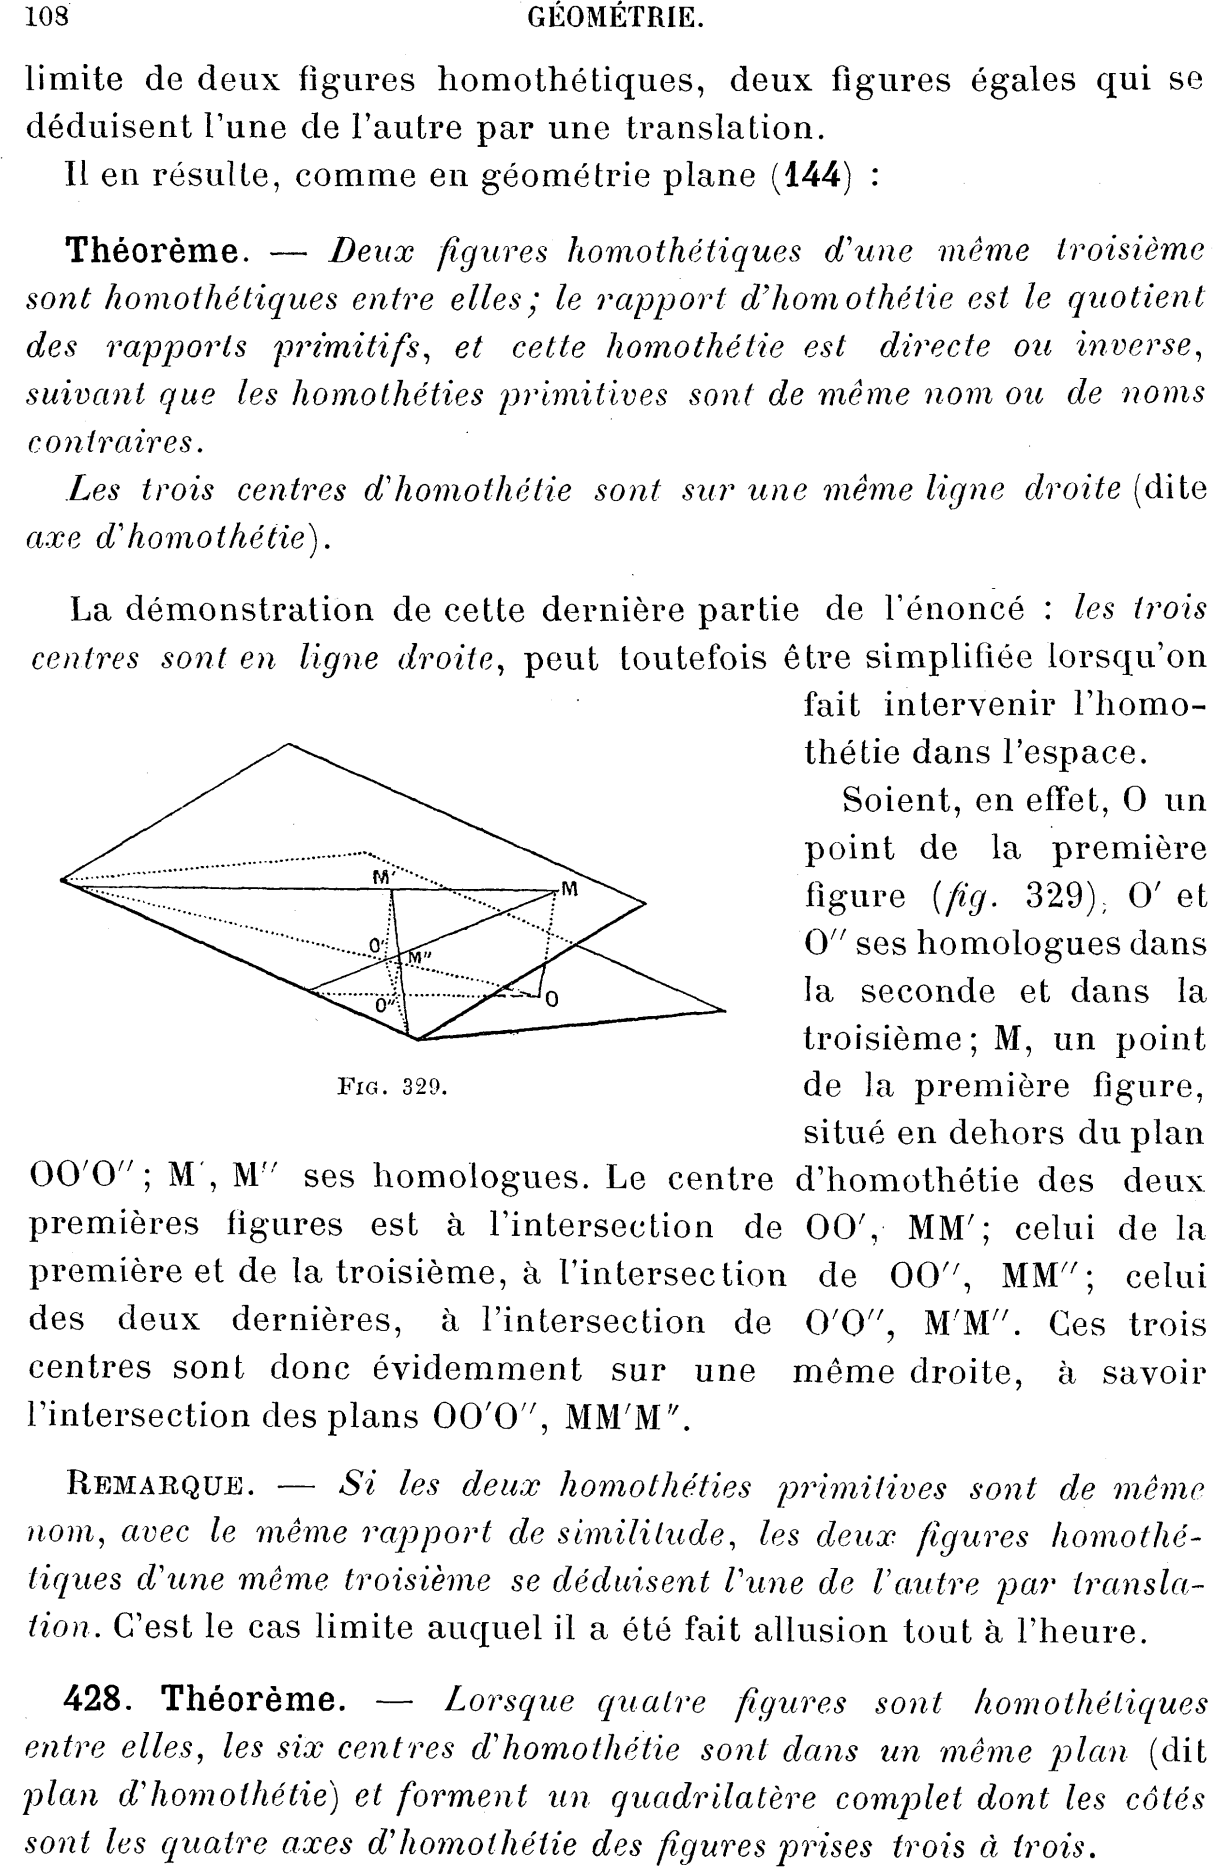 108 GÉOMÉTRIE.
limite de deux figures homothétiques, deux figures égales qui se
déduisent l'une de l'autre par une translation.
Il en résulte, comme en géométrie plane (144) :
Théorème. — Deux figures homothétiques d'une même troisième
sont homothétiques entre elles; le rapport d'homothétie est le quotient
des rapports primitifs, et cette homothétie est directe ou inverse,
suivant que les homothéties primitives sont de même nom ou de noms
contraires.
Les trois centres d'homothétie sont sur une même ligne droite (dite
axe d'homothétie).
La démonstration de cette dernière partie de l'énoncé : les trois
centres sont en ligne droite, peut toutefois être simplifiée lorsqu'on
fait intervenir l'homo-
thétie dans l'espace.
Soient, en effet, O un
point de la première
figure (fig. 329), O′ et
O″ ses homologues dans
la seconde et dans la
troisième; M, un point
de la première figure,
situé en dehors du plan
M′
M
O′
M″
O″
O
FIG. 329.
OO′O″; M′, M″ ses homologues. Le centre d'homothétie des deux
premières figures est à l'intersection de OO′, MM′; celui de la
première et de la troisième, à l'intersection de OO″, MM″; celui
des deux dernières, à l'intersection de O′O″, M′M″. Ces trois
centres sont donc évidemment sur une même droite, à savoir
l'intersection des plans OO′O″, MM′M″.
REMARQUE. — Si les deux homothéties primitives sont de même
nom, avec le même rapport de similitude, les deux figures homothé-
tiques d'une même troisième se déduisent l'une de l'autre par transla-
tion. C'est le cas limite auquel il a été fait allusion tout à l'heure.
428. Théorème. — Lorsque quatre figures sont homothétiques
entre elles, les six centres d'homothétie sont dans un même plan (dit
plan d'homothétie) et forment un quadrilatère complet dont les côtés
sont les quatre axes d'homothétie des figures prises trois à trois.